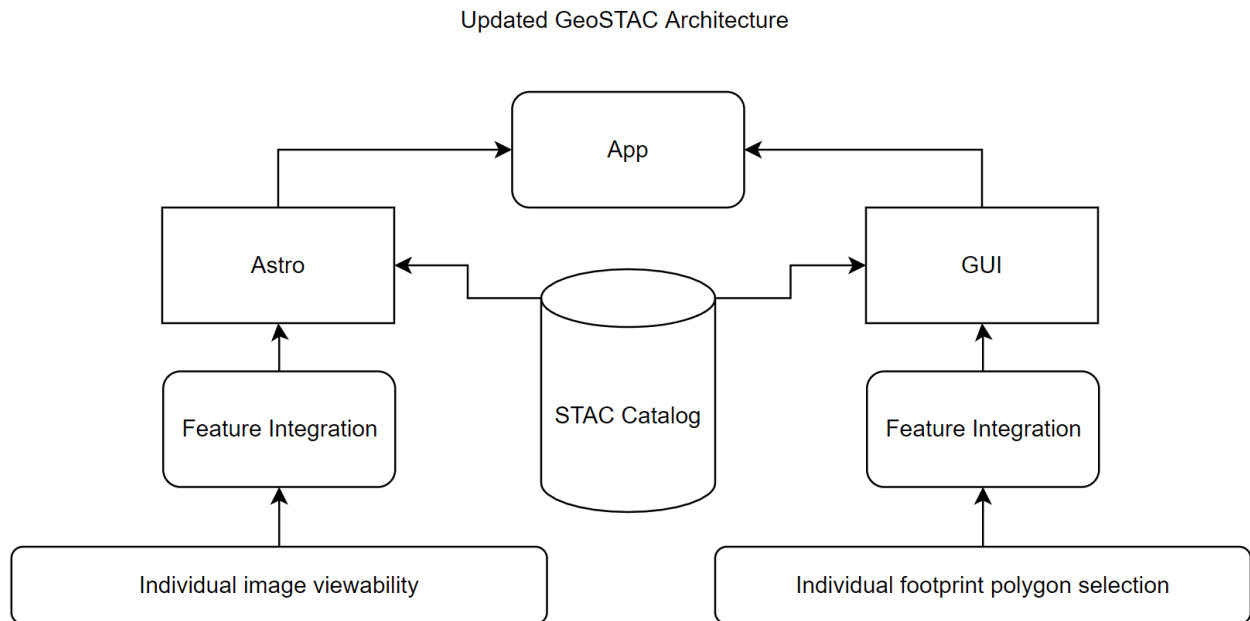 Updated GeoSTAC Architecture
App
Astro
GUI
STAC Catalog
Feature Integration
Feature Integration
Individual image viewability
Individual footprint polygon selection